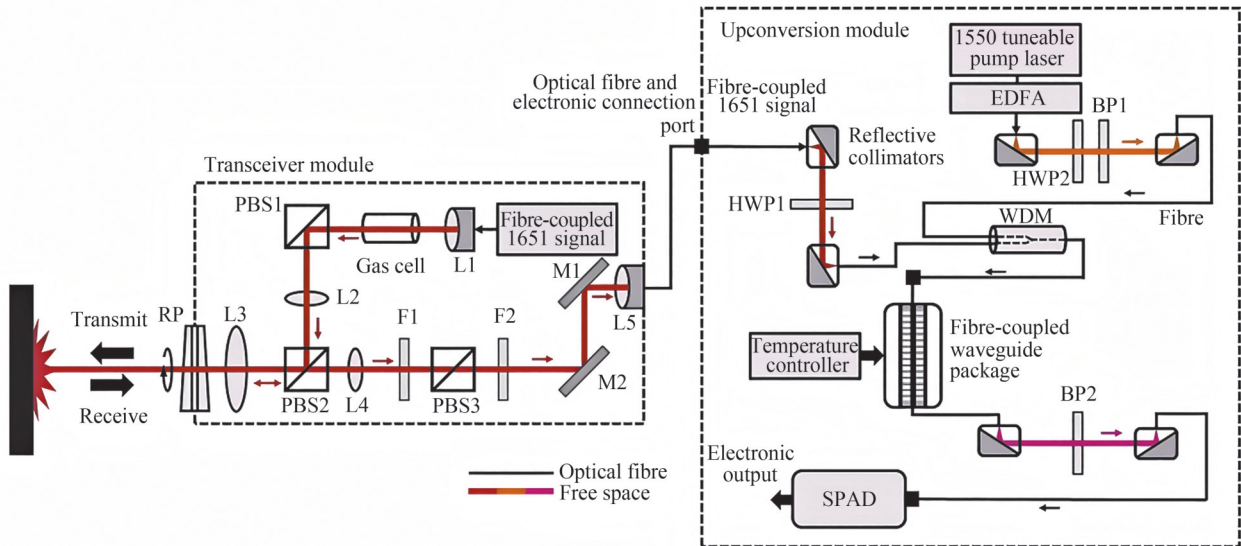 Upconversion module
1550 tuneable
pump laser
EDFA
BP1
HWP2
Optical fibre and
electronic connection
port
Fibre-coupled
1651 signal
Reflective
collimators
HWP1
WDM
Fibre
Transceiver module
PBS1
Gas cell
L1
Fibre-coupled
1651 signal
M1
L5
L2
Transmit
RP
L3
F1
F2
Receive
PBS2
L4
PBS3
M2
Temperature
controller
Fibre-coupled
waveguide
package
BP2
Electronic
output
SPAD
Optical fibre
Free space